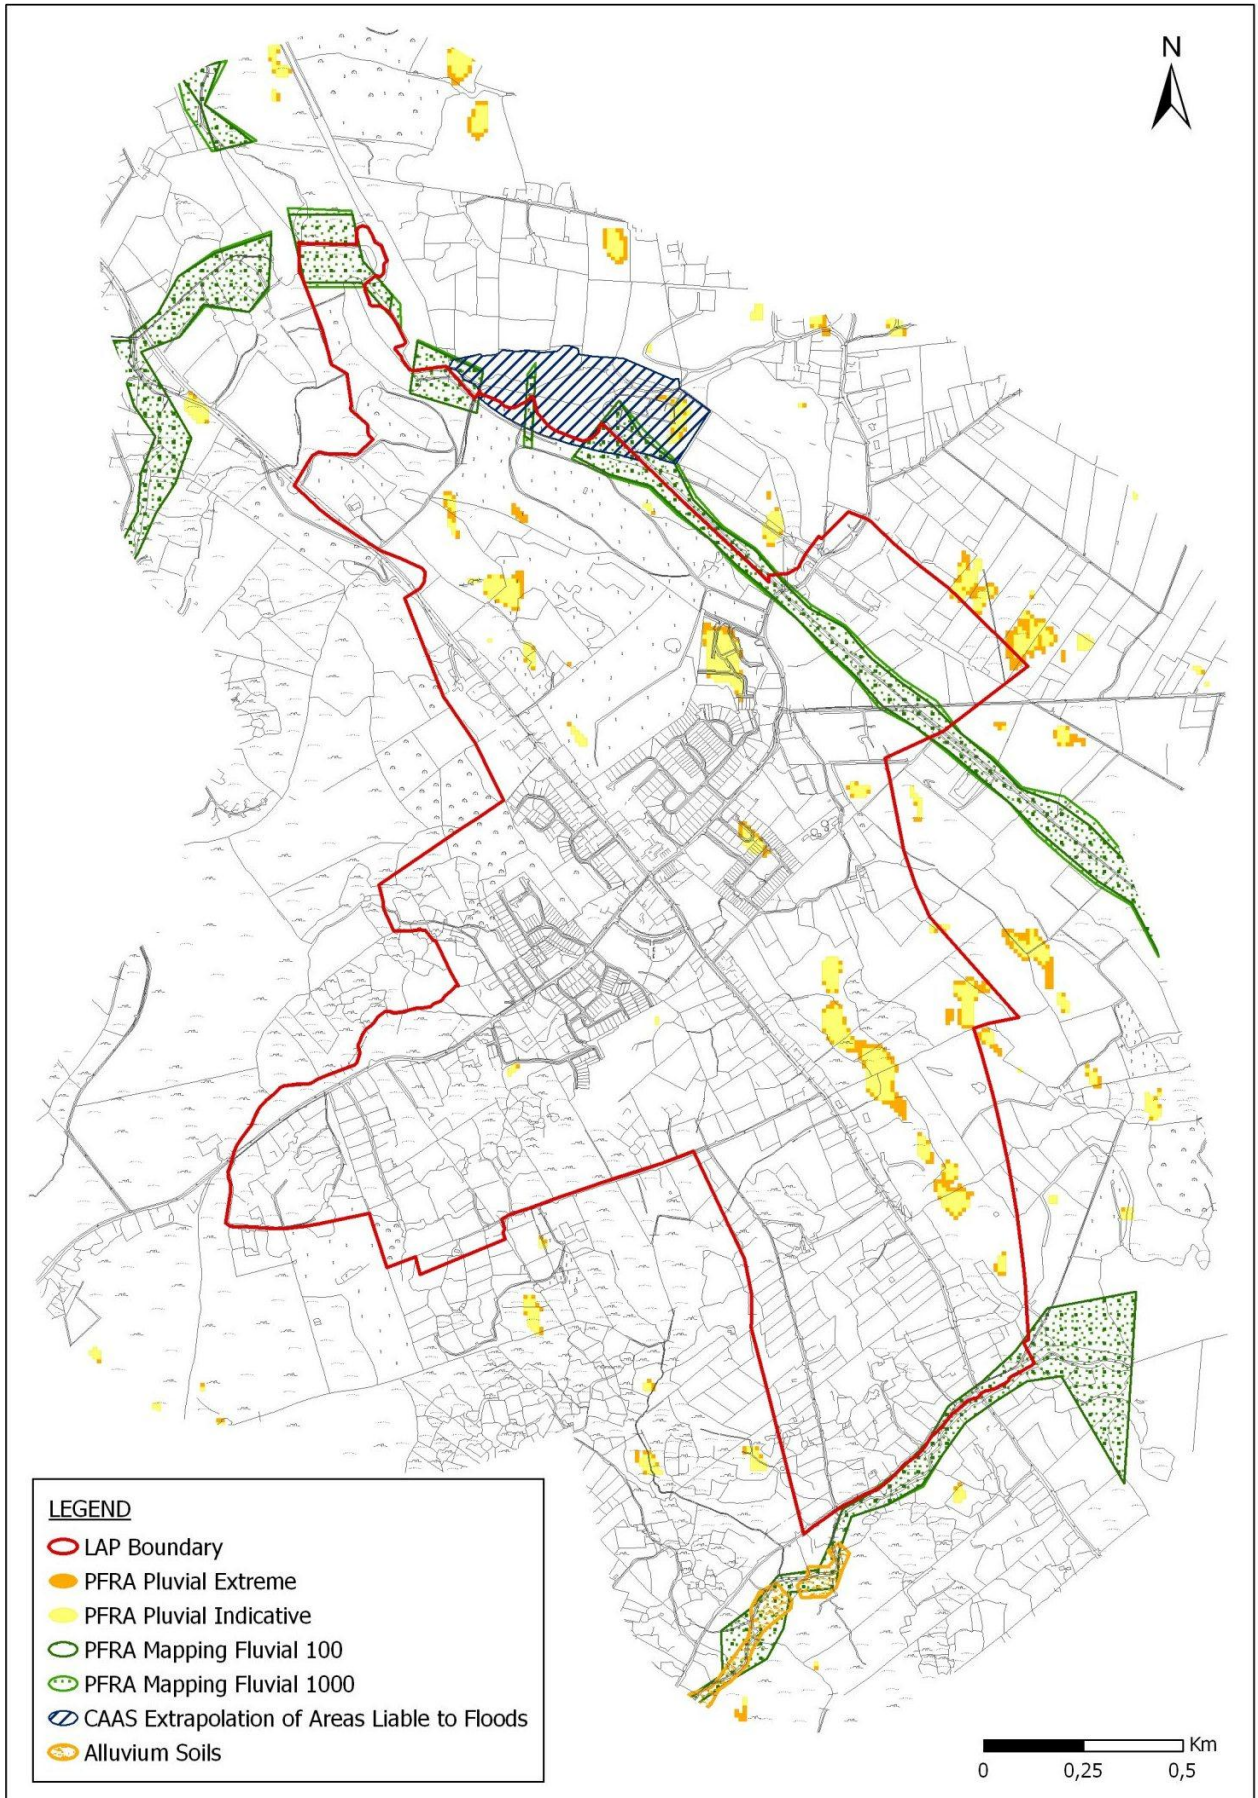 N
LEGEND
LAP Boundary
PFRA Pluvial Extreme
PFRA Pluvial Indicative
PFRA Mapping Fluvial 100
PFRA Mapping Fluvial 1000
CAAS Extrapolation of Areas Liable to Floods
Alluvium Soils
Km
0 0,25 0,5